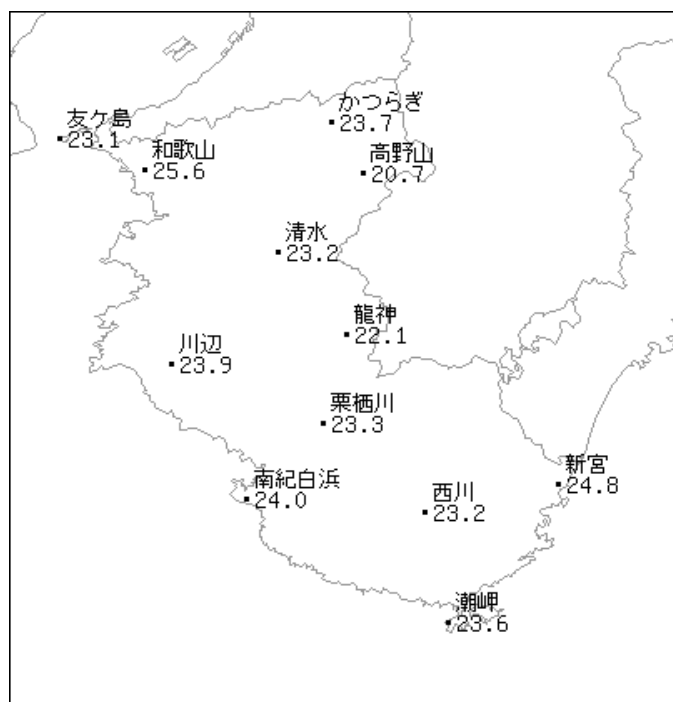 かつらぎ
23.7
友ケ島
23.1
和歌山
25.6
高野山
20.7
清水
23.2
龍神
22.1
川辺
23.9
栗栖川
23.3
新宮
24.8
南紀白浜
24.0
西川
23.2
潮岬
23.6